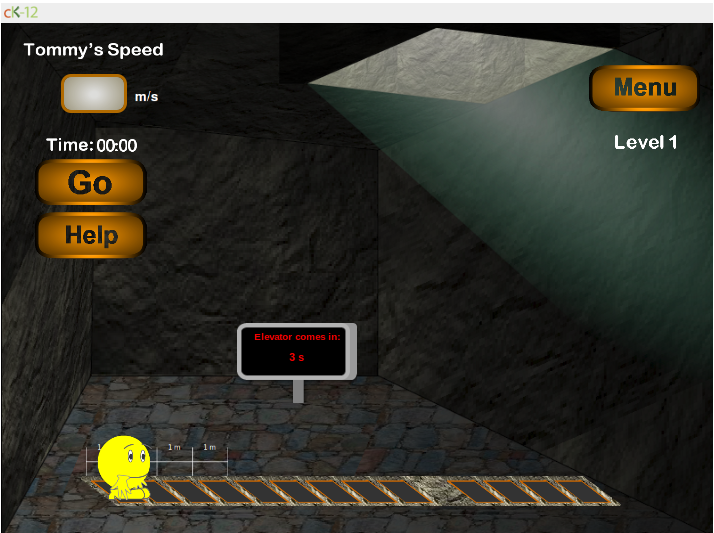 cK-12
Tommy's Speed
m/s
Menu
Time: 00:00
Level 1
Go
Help
Elevator comes in:
3 s
1 m 1 m